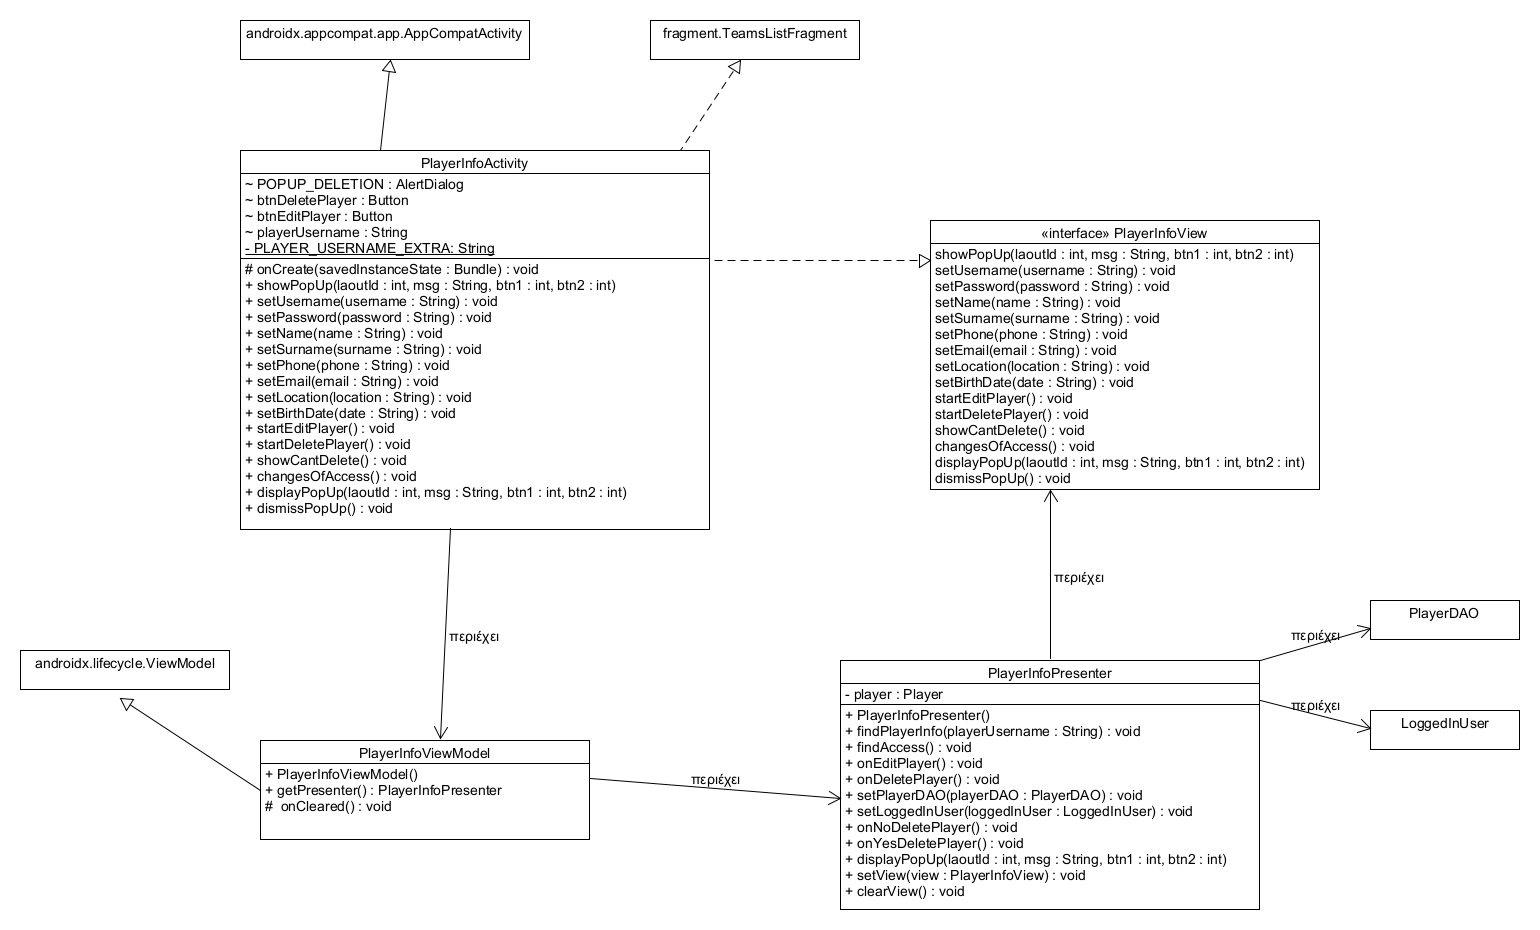 androidx.appcompat.app.AppCompatActivity
fragment.TeamsListFragment
PlayerInfoActivity
~ POPUP_DELETION : AlertDialog
~ btnDeletePlayer : Button
~ btnEditPlayer : Button
~ playerUsername : String
- PLAYER_USERNAME_EXTRA: String
# onCreate(savedInstanceState : Bundle) : void
+ showPopUp(laoutId : int, msg : String, btn1 : int, btn2 : int)
+ setUsername(username : String) : void
+ setPassword(password : String) : void
+ setName(name : String) : void
+ setSurname(surname : String) : void
+ setPhone(phone : String) : void
+ setEmail(email : String) : void
+ setLocation(location : String) : void
+ setBirthDate(date : String) : void
+ startEditPlayer() : void
+ startDeletePlayer() : void
+ showCantDelete() : void
+ changesOfAccess() : void
+ displayPopUp(laoutId : int, msg : String, btn1 : int, btn2 : int)
+ dismissPopUp() : void
«interface» PlayerInfoView
showPopUp(laoutId : int, msg : String, btn1 : int, btn2 : int)
setUsername(username : String) : void
setPassword(password : String) : void
setName(name : String) : void
setSurname(surname : String) : void
setPhone(phone : String) : void
setEmail(email : String) : void
setLocation(location : String) : void
setBirthDate(date : String) : void
startEditPlayer() : void
startDeletePlayer() : void
showCantDelete() : void
changesOfAccess() : void
displayPopUp(laoutId : int, msg : String, btn1 : int, btn2 : int)
dismissPopUp() : void
περιέχει
περιέχει
περιέχει
PlayerDAO
androidx.lifecycle.ViewModel
περιέχει
LoggedInUser
PlayerInfoViewModel
+ PlayerInfoViewModel()
+ getPresenter() : PlayerInfoPresenter
# onCleared() : void
περιέχει
PlayerInfoPresenter
- player : Player
+ PlayerInfoPresenter()
+ findPlayerInfo(playerUsername : String) : void
+ findAccess() : void
+ onEditPlayer() : void
+ onDeletePlayer() : void
+ setPlayerDAO(playerDAO : PlayerDAO) : void
+ setLoggedInUser(loggedInUser : LoggedInUser) : void
+ onNoDeletePlayer() : void
+ onYesDeletePlayer() : void
+ displayPopUp(laoutId : int, msg : String, btn1 : int, btn2 : int)
+ setView(view : PlayerInfoView) : void
+ clearView() : void